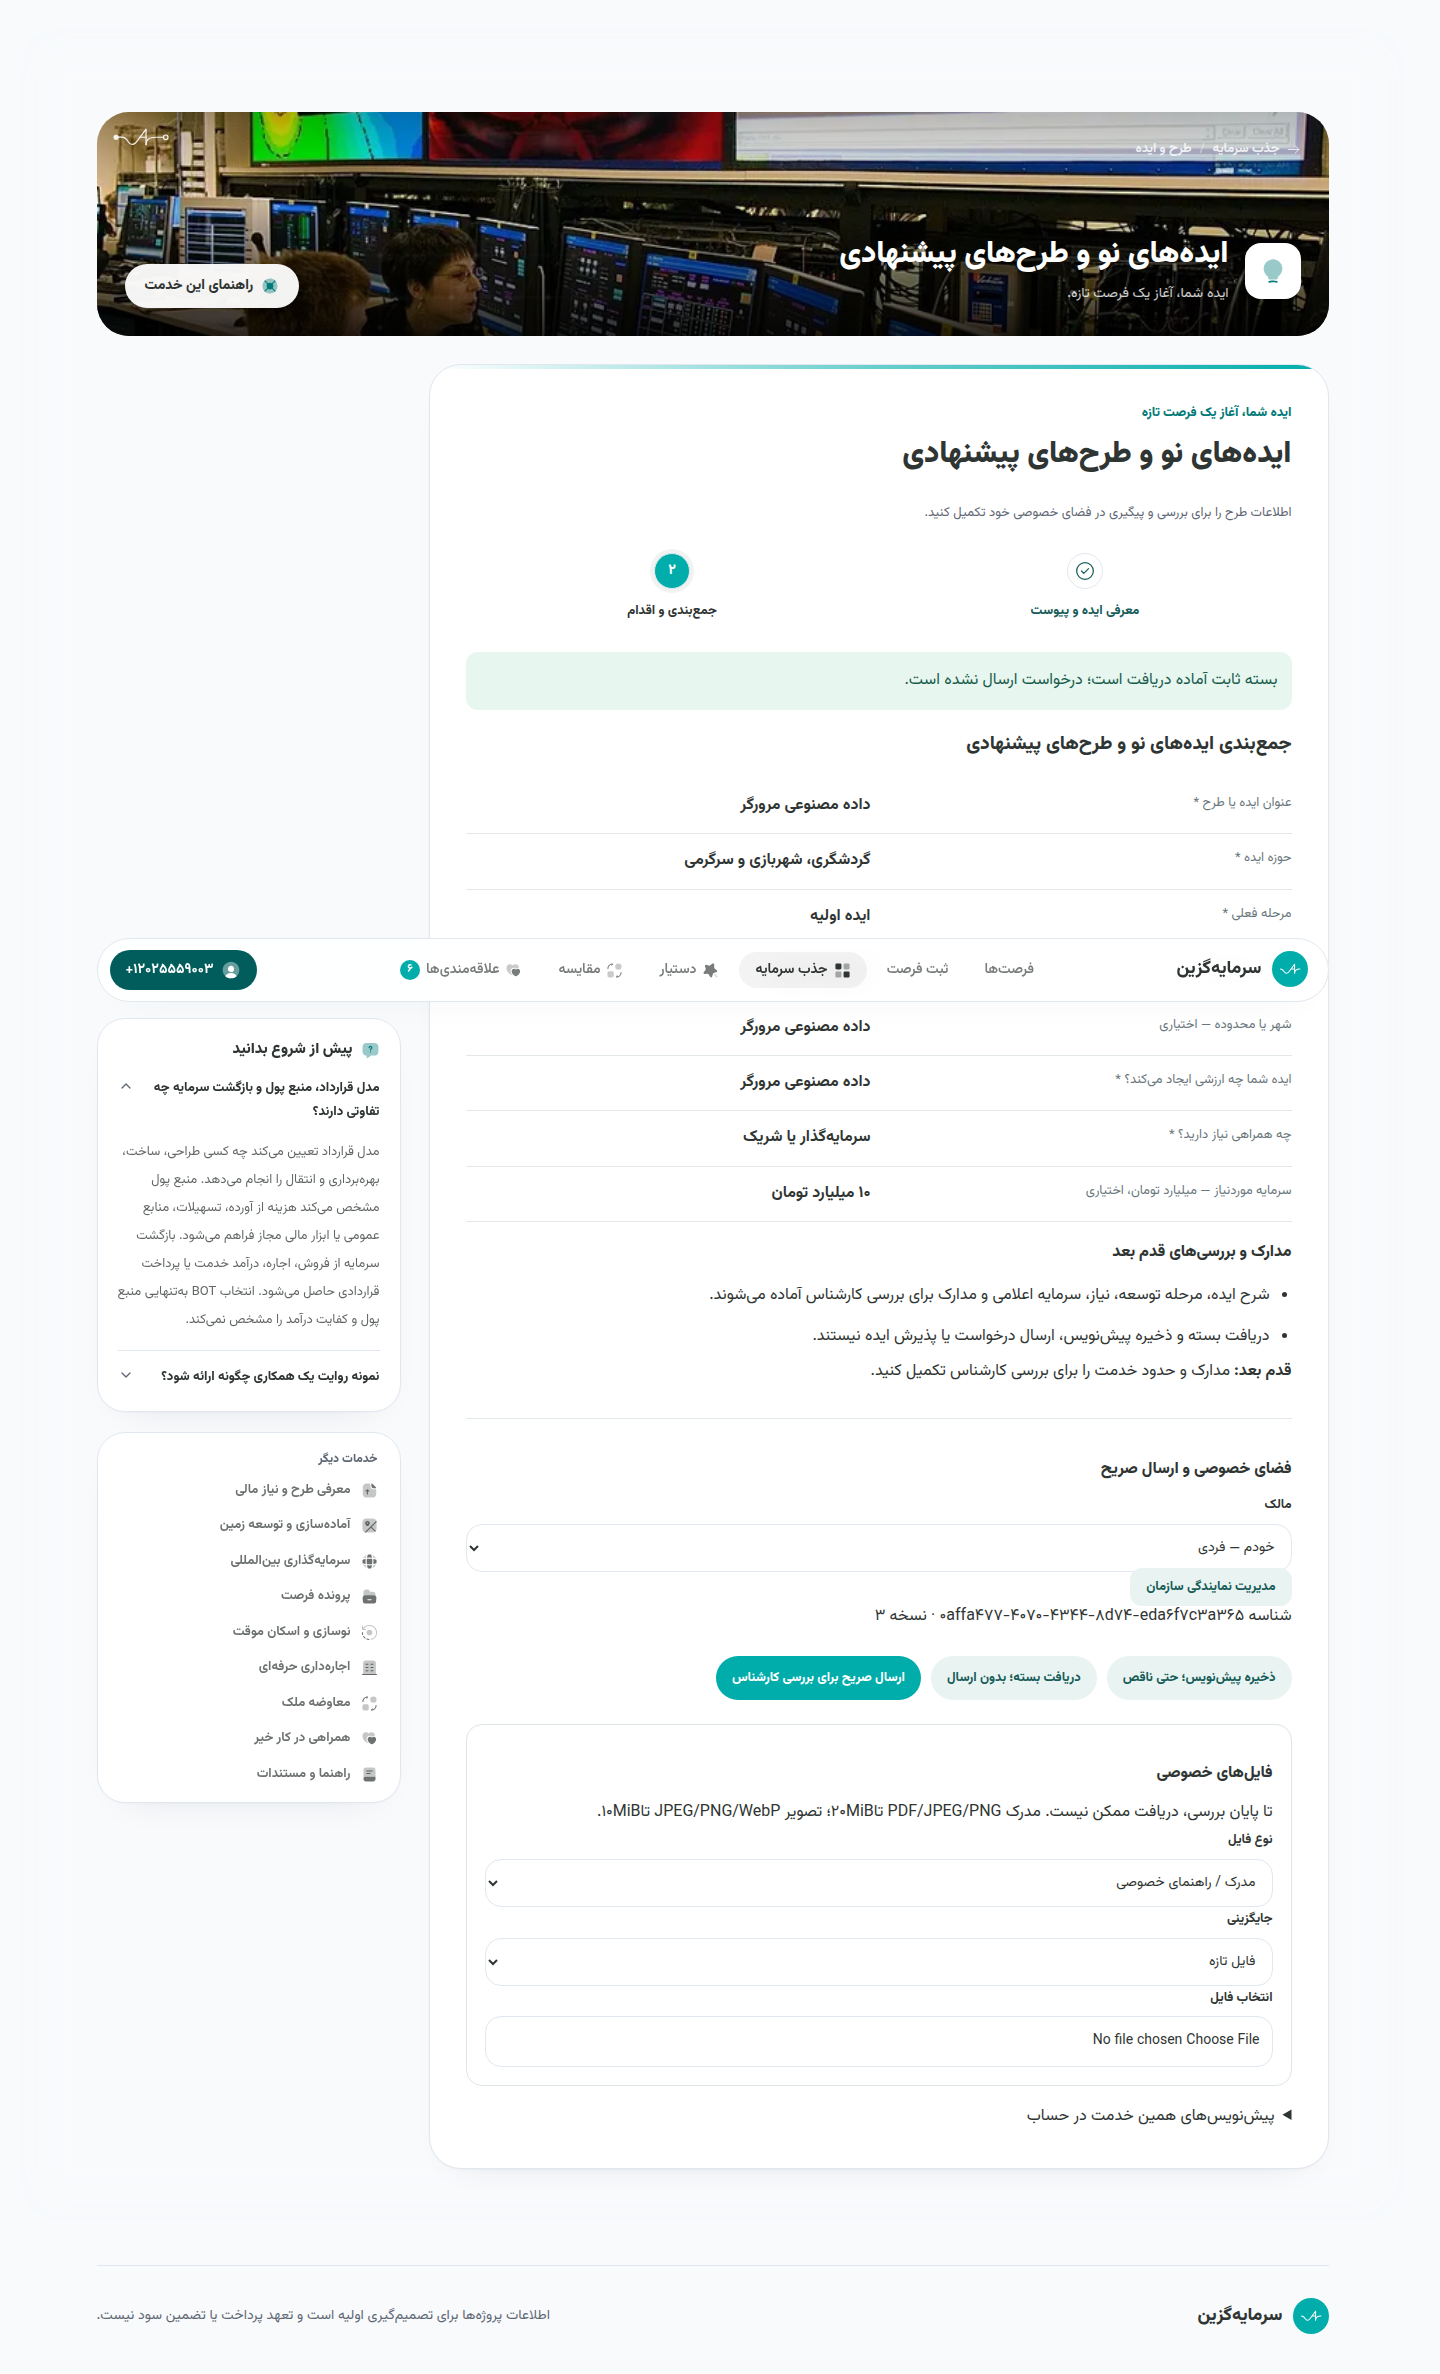 جذب سرمایه / طرح و ایده
ایده‌های نو و طرح‌های پیشنهادی
ایده شما، آغاز یک فرصت تازه.
راهنمای این خدمت
ایده شما، آغاز یک فرصت تازه
ایده‌های نو و طرح‌های پیشنهادی
اطلاعات طرح را برای بررسی و پیگیری در فضای خصوصی خود تکمیل کنید.
معرفی ایده و پیوست
۲
جمع‌بندی و اقدام
بسته ثابت آماده دریافت است؛ درخواست ارسال نشده است.
جمع‌بندی ایده‌های نو و طرح‌های پیشنهادی
عنوان ایده یا طرح *
داده مصنوعی مرورگر
حوزه ایده *
گردشگری، شهربازی و سرگرمی
مرحله فعلی *
ایده اولیه
سرمایه‌گزین
فرصت‌ها
ثبت فرصت
جذب سرمایه
دستیار
مقایسه
علاقه‌مندی‌ها ۶
+۱۲۰۲۵۵۵۹۰۰۳
شهر یا محدوده — اختیاری
داده مصنوعی مرورگر
ایده شما چه ارزشی ایجاد می‌کند؟ *
داده مصنوعی مرورگر
چه همراهی نیاز دارید؟ *
سرمایه‌گذار یا شریک
سرمایه موردنیاز — میلیارد تومان، اختیاری
۱۰ میلیارد تومان
مدارک و بررسی‌های قدم بعد
• شرح ایده، مرحله توسعه، نیاز، سرمایه اعلامی و مدارک برای بررسی کارشناس آماده می‌شوند.
• دریافت بسته و ذخیره پیش‌نویس، ارسال درخواست یا پذیرش ایده نیستند.
قدم بعد: مدارک و حدود خدمت را برای بررسی کارشناس تکمیل کنید.
فضای خصوصی و ارسال صریح
مالک
خودم — فردی
مدیریت نمایندگی سازمان
شناسه ۰affa۴۷۷-۴۰۷۰-۴۳۴۴-۸d۷۴-eda۶f۷c۳a۳۶۵ · نسخه ۳
ذخیره پیش‌نویس؛ حتی ناقص
دریافت بسته؛ بدون ارسال
ارسال صریح برای بررسی کارشناس
فایل‌های خصوصی
تا پایان بررسی، دریافت ممکن نیست. مدرک PDF/JPEG/PNG تا۲۰MiB؛ تصویر JPEG/PNG/WebP تا۱۰MiB.
نوع فایل
مدرک / راهنمای خصوصی
جایگزینی
فایل تازه
انتخاب فایل
No file chosen Choose File
پیش‌نویس‌های همین خدمت در حساب
پیش از شروع بدانید
مدل قرارداد، منبع پول و بازگشت سرمایه چه
تفاوتی دارند؟
مدل قرارداد تعیین می‌کند چه کسی طراحی، ساخت،
بهره‌برداری و انتقال را انجام می‌دهد. منبع پول
مشخص می‌کند هزینه از آورده، تسهیلات، منابع
عمومی یا ابزار مالی مجاز فراهم می‌شود. بازگشت
سرمایه از فروش، اجاره، درآمد خدمت یا پرداخت
قراردادی حاصل می‌شود. انتخاب BOT به‌تنهایی منبع
پول و کفایت درآمد را مشخص نمی‌کند.
نمونه روایت یک همکاری چگونه ارائه شود؟
خدمات دیگر
معرفی طرح و نیاز مالی
آماده‌سازی و توسعه زمین
سرمایه‌گذاری بین‌المللی
پرونده فرصت
نوسازی و اسکان موقت
اجاره‌داری حرفه‌ای
معاوضه ملک
همراهی در کار خیر
راهنما و مستندات
سرمایه‌گزین
اطلاعات پروژه‌ها برای تصمیم‌گیری اولیه است و تعهد پرداخت یا تضمین سود نیست.